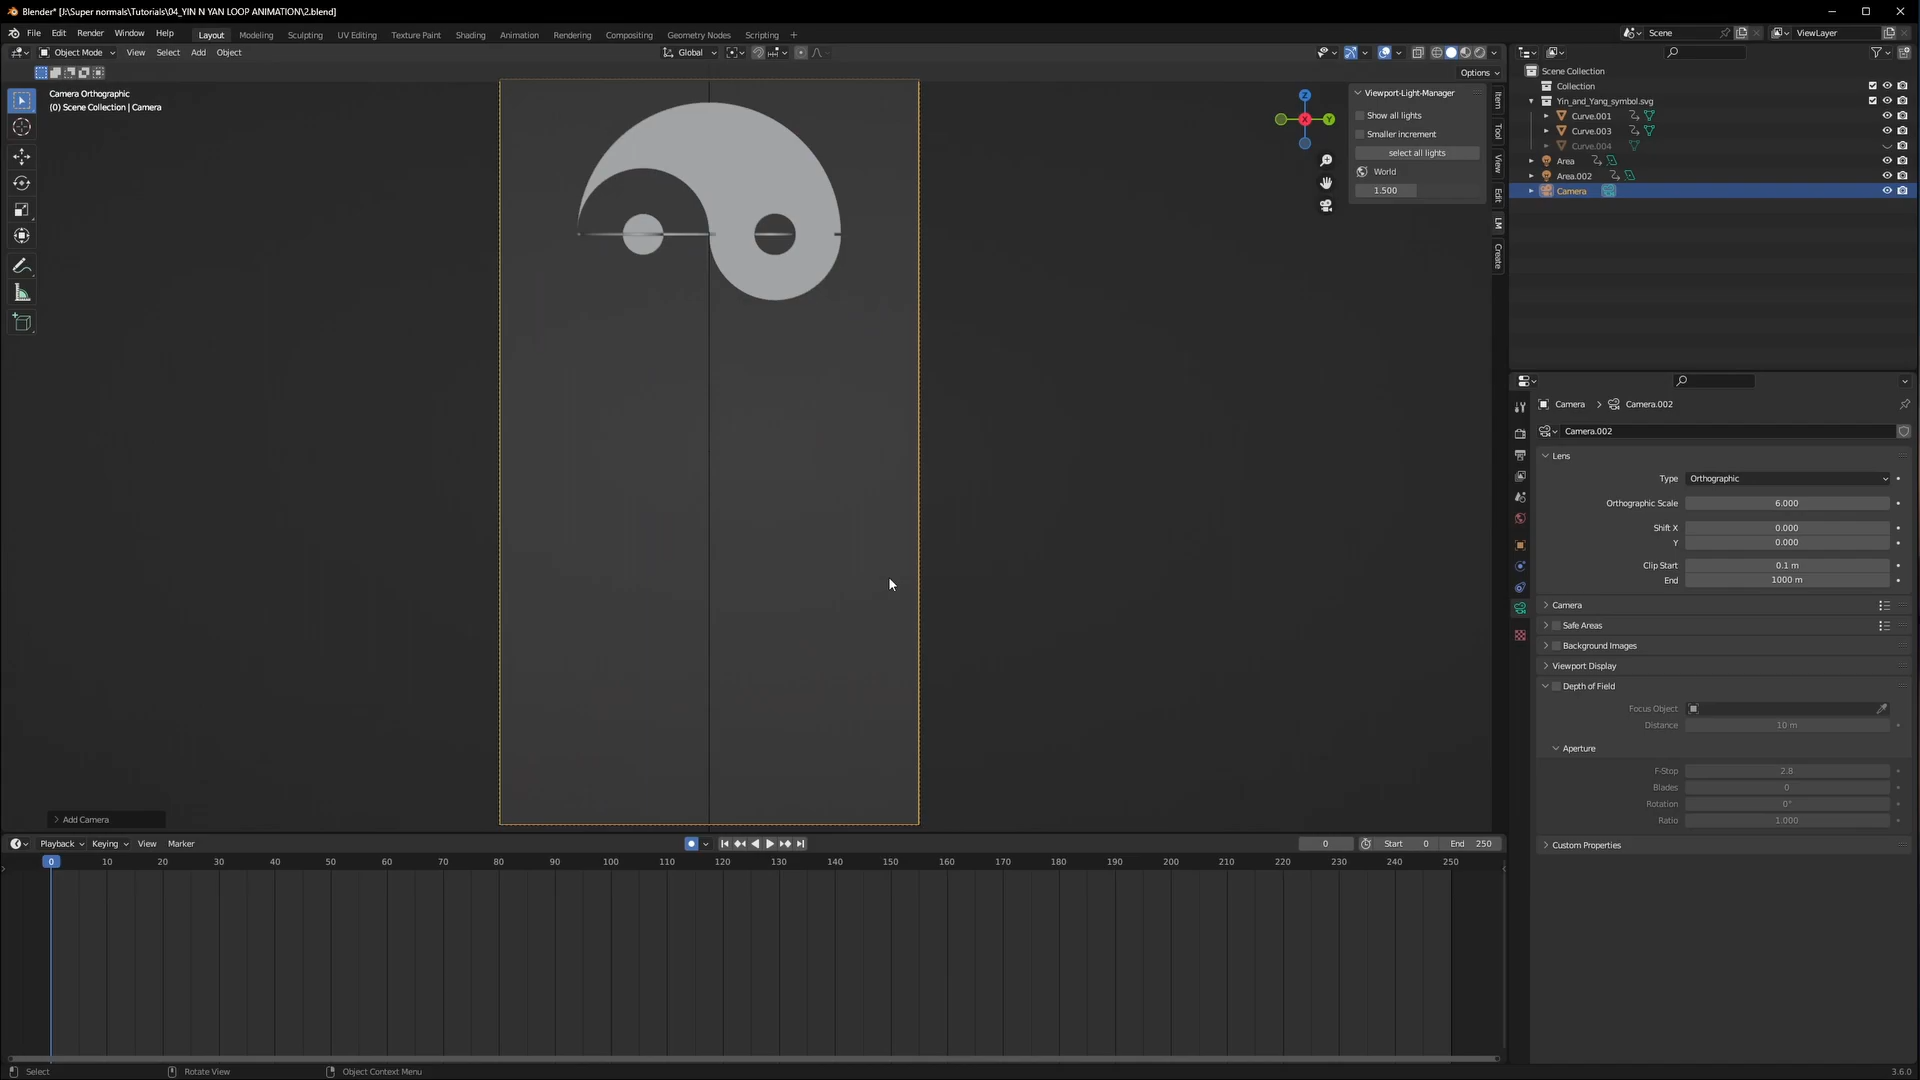 Blender* [J:\Super normals\Tutorials\04_YIN N YAN LOOP ANIMATION\2.blend]
File Edit Render Window Help Layout Modeling Sculpting UV Editing Texture Paint Shading Animation Rendering Compositing Geometry Nodes Scripting + Scene ViewLayer
Object Mode View Select Add Object Global
Options
Camera Orthographic
(0) Scene Collection | Camera
Z
Y
X
Viewport-Light-Manager
Show all lights
Smaller increment
select all lights
World
1.500
Item
Tool
View
Edit
LM
Create
Scene Collection
Collection
Yin_and_Yang_symbol.svg
Curve.001
Curve.003
Curve.004
Area
Area.002
Camera
Camera > Camera.002
Camera.002
Lens
Type Orthographic
Orthographic Scale 6.000
Shift X 0.000
Y 0.000
Clip Start 0.1 m
End 1000 m
Camera
Safe Areas
Background Images
Viewport Display
Depth of Field
Focus Object
Distance 10 m
Aperture
F-Stop 2.8
Blades 0
Rotation 0°
Ratio 1.000
Custom Properties
Add Camera
Playback Keying View Marker 0 Start 0 End 250
0 10 20 30 40 50 60 70 80 90 100 110 120 130 140 150 160 170 180 190 200 210 220 230 240 250
Select Rotate View Object Context Menu 3.6.0